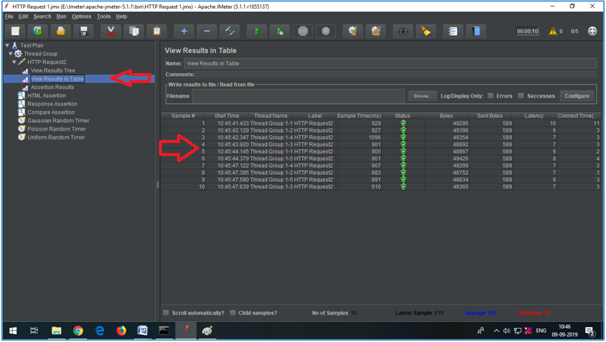 HTTP Request 1.jmx (E:\Jmeter\apache-jmeter-5.1.1\bin\HTTP Request 1.jmx) - Apache JMeter (5.1.1 r1855137)
File Edit Search Run Options Tools Help
00:00:10 0 0/5
Test Plan
Thread Group
HTTP Request2
View Results Tree
View Results in Table
Assertion Results
HTML Assertion
Response Assertion
Compare Assertion
Gaussian Random Timer
Poisson Random Timer
Uniform Random Timer
View Results in Table
Name: View Results in Table
Comments:
Write results to file / Read from file
Filename Browse... Log/Display Only: Errors Successes Configure
Sample # Start Time Thread Name Label Sample Time(ms) Status Bytes Sent Bytes Latency Connect Time(...
1 10:45:41.433 Thread Group 1-1 HTTP Request2 929 49295 589 16 11
2 10:45:42.129 Thread Group 1-2 HTTP Request2 927 49398 589 6 3
3 10:45:42.347 Thread Group 1-4 HTTP Request2 1096 49354 589 7 3
4 10:45:43.920 Thread Group 1-3 HTTP Request2 901 48892 589 7 3
5 10:45:44.145 Thread Group 1-5 HTTP Request2 905 48867 589 6 2
6 10:45:44.379 Thread Group 1-5 HTTP Request2 901 49426 589 8 4
7 10:45:47.122 Thread Group 1-4 HTTP Request2 900 49299 589 7 3
8 10:45:47.395 Thread Group 1-2 HTTP Request2 883 48752 589 7 3
9 10:45:47.590 Thread Group 1-5 HTTP Request2 891 48834 589 6 3
10 10:45:47.639 Thread Group 1-3 HTTP Request2 910 49365 589 7 3
Scroll automatically? Child samples? No of Samples 10 Latest Sample 910 Average
ENG 10:46
09-09-2019